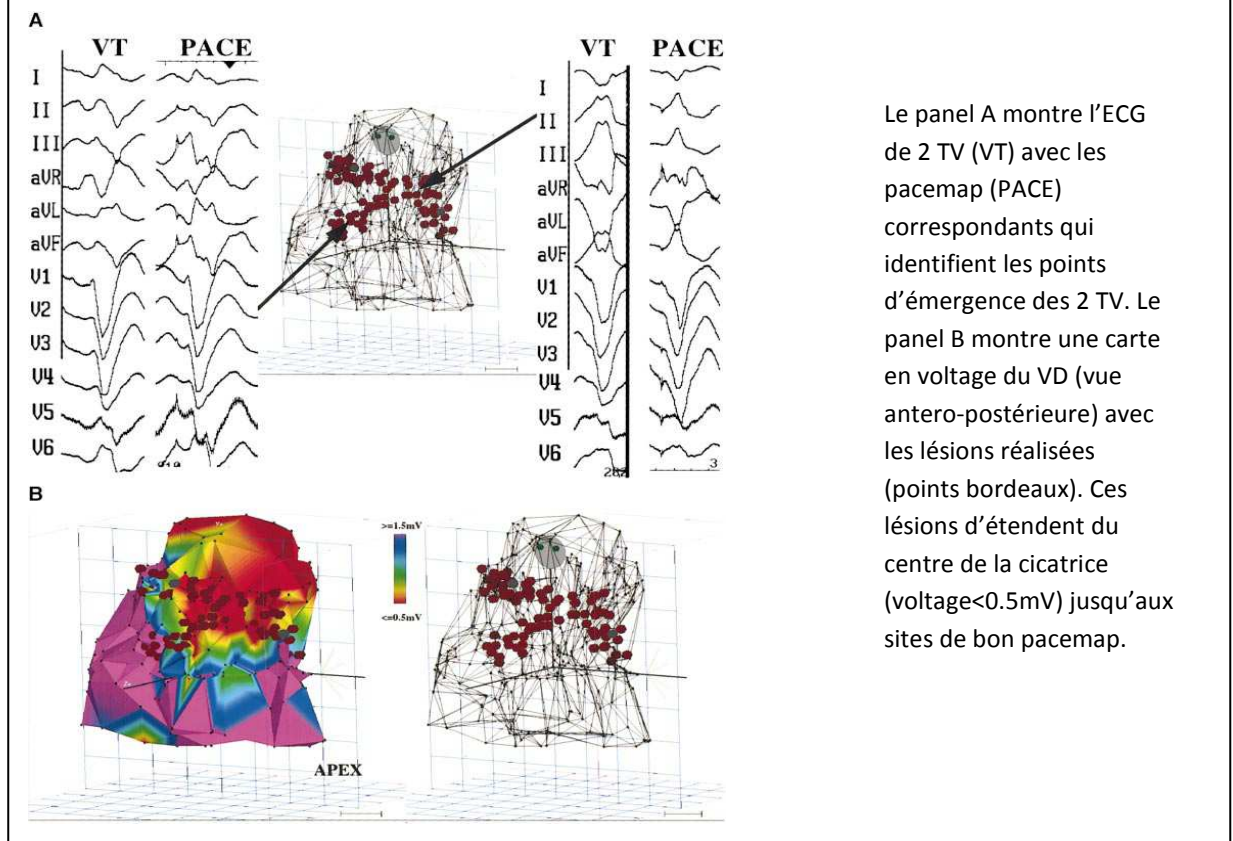 A
VT PACE
I
II
III
aVR
aVL
aVF
V1
V2
V3
V4
V5
V6
VT PACE
I
II
III
aVR
aVL
aVF
V1
V2
V3
V4
V5
V6
3
B
>=1.5mV
<=0.5mV
APEX
Le panel A montre l’ECG
de 2 TV (VT) avec les
pacemap (PACE)
correspondants qui
identifient les points
d’émergence des 2 TV. Le
panel B montre une carte
en voltage du VD (vue
antero-postérieure) avec
les lésions réalisées
(points bordeaux). Ces
lésions d’étendent du
centre de la cicatrice
(voltage<0.5mV) jusqu’aux
sites de bon pacemap.